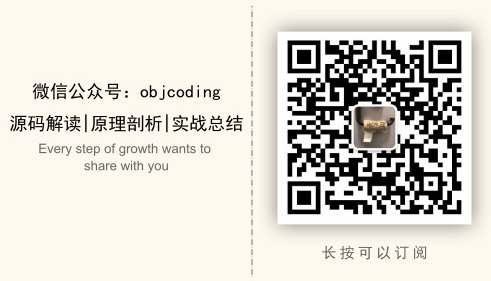 微信公众号：objcoding
源码解读|原理剖析|实战总结
Every step of growth wants to
share with you
长按可以订阅